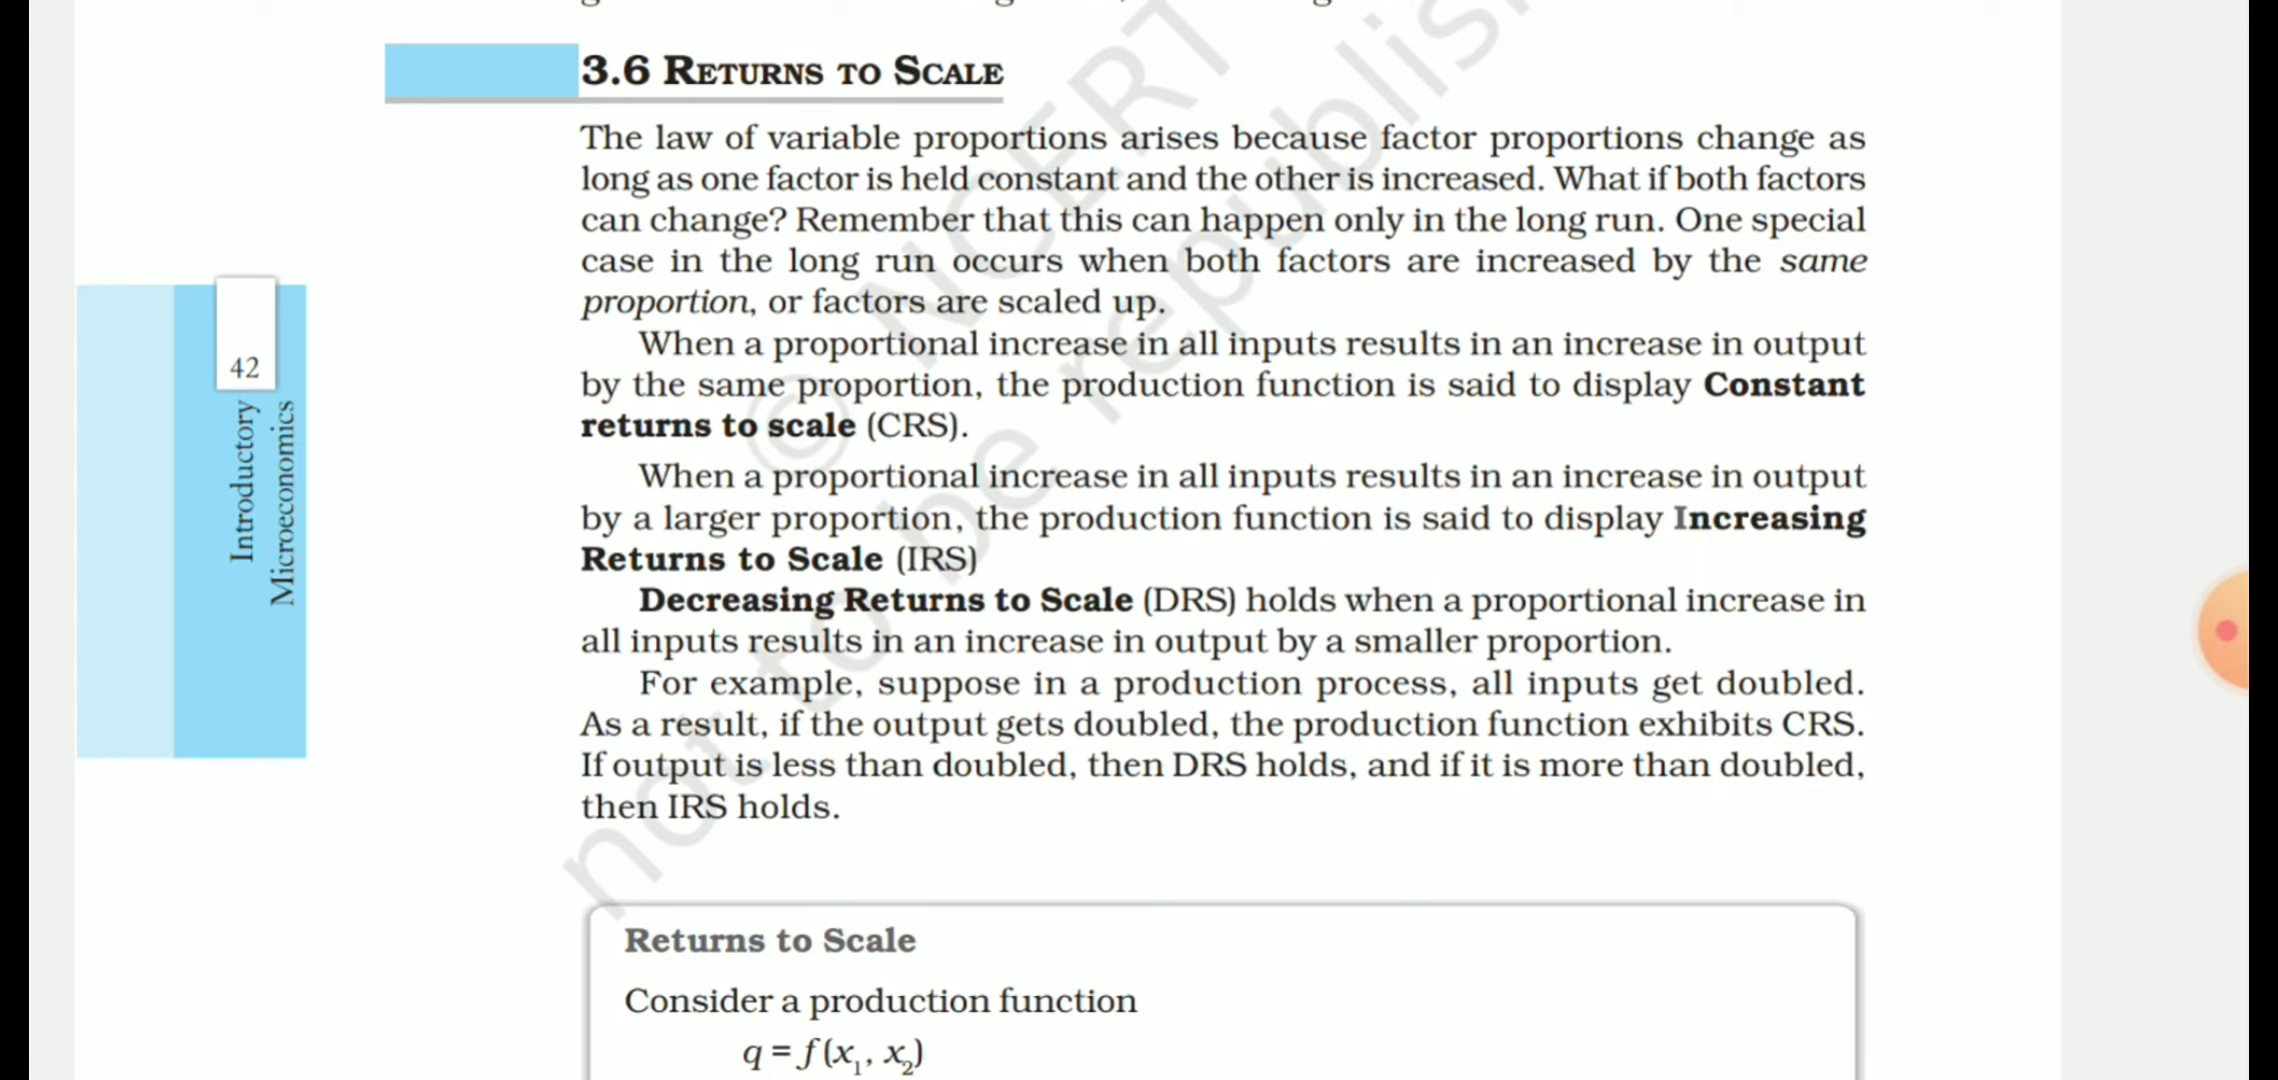 3.6 RETURNS TO SCALE
The law of variable proportions arises because factor proportions change as
long as one factor is held constant and the other is increased. What if both factors
can change? Remember that this can happen only in the long run. One special
case in the long run occurs when both factors are increased by the same
proportion, or factors are scaled up.
When a proportional increase in all inputs results in an increase in output
by the same proportion, the production function is said to display Constant
returns to scale (CRS).
When a proportional increase in all inputs results in an increase in output
by a larger proportion, the production function is said to display Increasing
Returns to Scale (IRS)
Decreasing Returns to Scale (DRS) holds when a proportional increase in
all inputs results in an increase in output by a smaller proportion.
For example, suppose in a production process, all inputs get doubled.
As a result, if the output gets doubled, the production function exhibits CRS.
If output is less than doubled, then DRS holds, and if it is more than doubled,
then IRS holds.
Returns to Scale
Consider a production function
q = f (x₁, x₂)
42
Introductory
Microeconomics
© NCERT
not to be republis